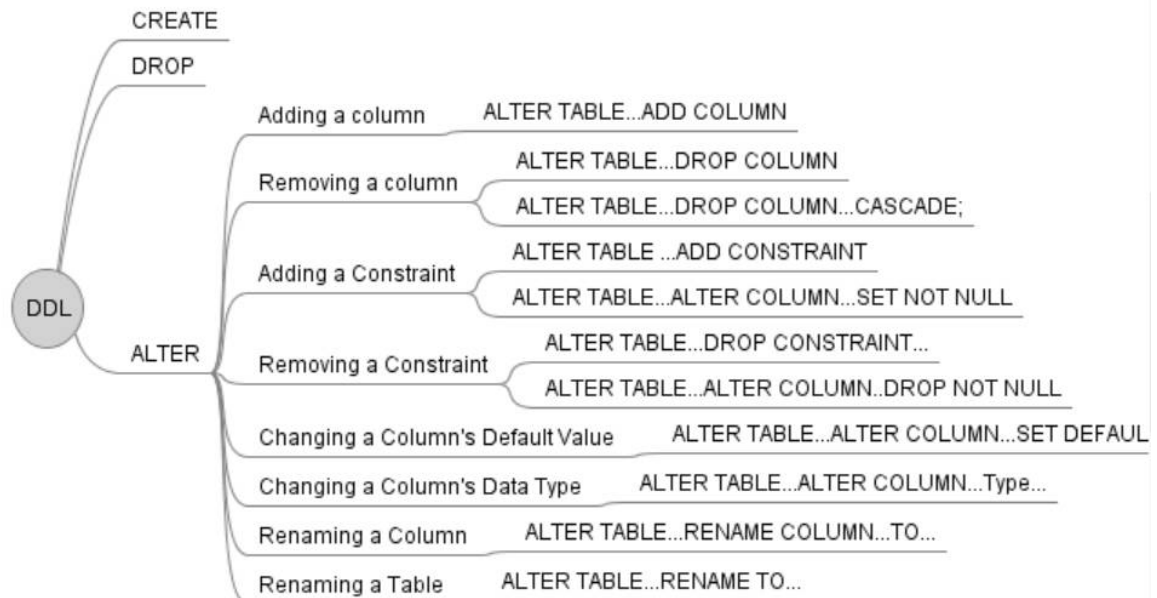 CREATE
DROP
Adding a column
ALTER TABLE...ADD COLUMN
Removing a column
ALTER TABLE...DROP COLUMN
ALTER TABLE...DROP COLUMN...CASCADE;
Adding a Constraint
ALTER TABLE ...ADD CONSTRAINT
ALTER TABLE...ALTER COLUMN...SET NOT NULL
DDL
ALTER
Removing a Constraint
ALTER TABLE...DROP CONSTRAINT...
ALTER TABLE...ALTER COLUMN..DROP NOT NULL
Changing a Column's Default Value
ALTER TABLE...ALTER COLUMN...SET DEFAUL
Changing a Column's Data Type
ALTER TABLE...ALTER COLUMN...Type...
Renaming a Column
ALTER TABLE...RENAME COLUMN...TO...
Renaming a Table
ALTER TABLE...RENAME TO...